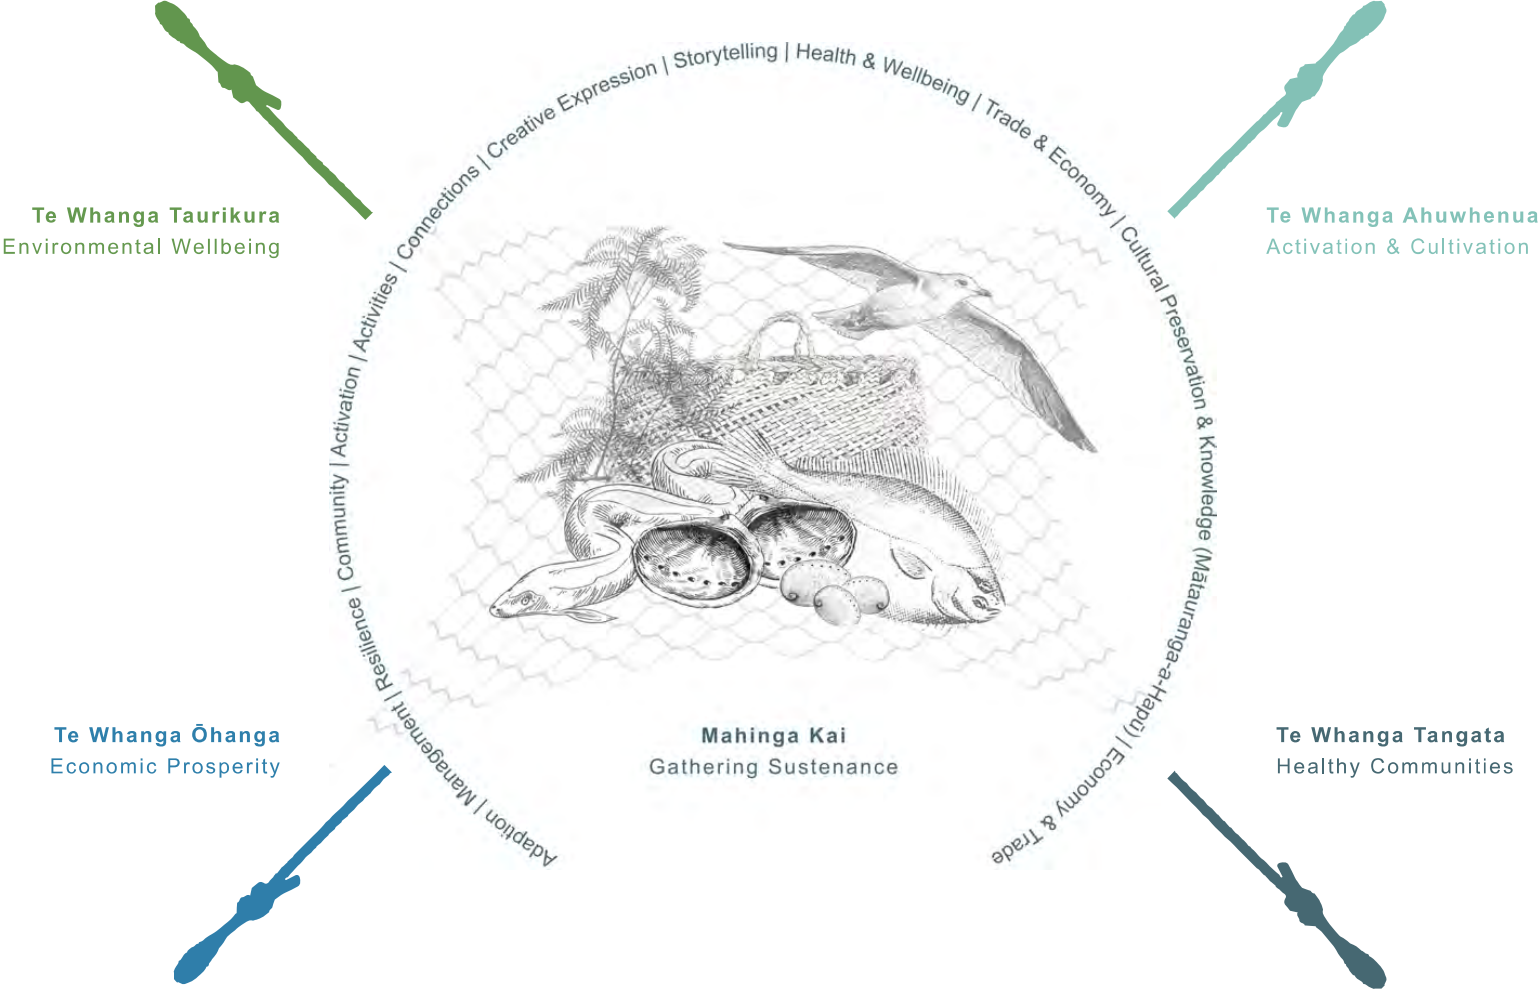 Adaption | Management | Resilience | Community | Activation | Activities | Connections | Creative Expression | Storytelling | Health & Wellbeing | Trade & Economy | Cultural Preservation & Knowledge (Mātauranga-a-Hapū) | Economy & Trade
Te Whanga Taurikura
Environmental Wellbeing
Te Whanga Ahuwhenua
Activation & Cultivation
Te Whanga Ōhanga
Economic Prosperity
Mahinga Kai
Gathering Sustenance
Te Whanga Tangata
Healthy Communities